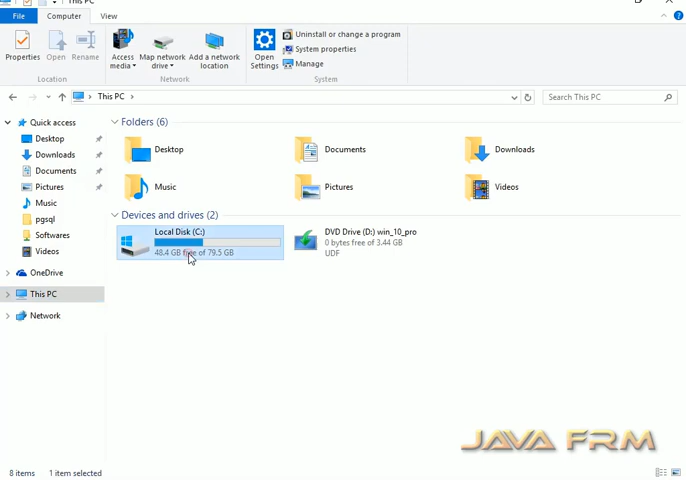 This PC
File
Computer
View
Properties
Open
Rename
Location
Access media
Map network drive
Add a network location
Network
Open Settings
Uninstall or change a program
System properties
Manage
System
This PC
Search This PC
Quick access
Desktop
Downloads
Documents
Pictures
Music
pgsql
Softwares
Videos
OneDrive
This PC
Network
Folders (6)
Desktop
Documents
Downloads
Music
Pictures
Videos
Devices and drives (2)
Local Disk (C:)
48.4 GB free of 79.5 GB
DVD Drive (D:) win_10_pro
0 bytes free of 3.44 GB
UDF
JAVA FRM
8 items
1 item selected